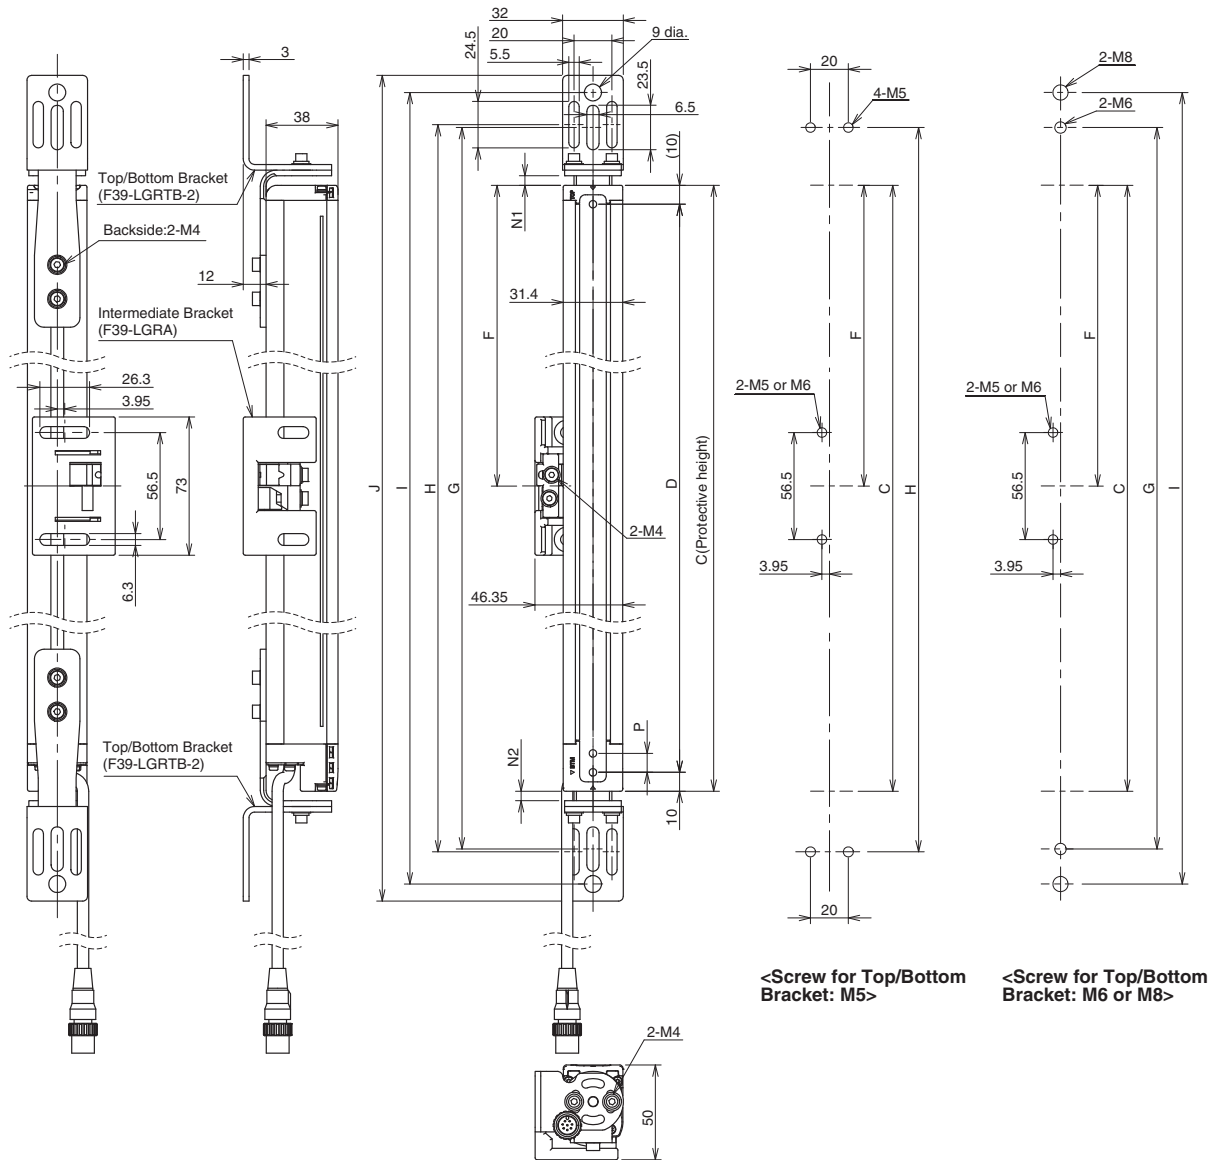 32
20
5.5
24.5
9 dia.
23.5
6.5
(10)
3
38
20
4-M5
2-M8
2-M6
Top/Bottom Bracket
(F39-LGRTB-2)
Backside:2-M4
12
Intermediate Bracket
(F39-LGRA)
N1
TOP
31.4
F
F
F
26.3
3.95
56.5
73
6.3
J
I
H
G
D
C(Protective height)
2-M4
46.35
2-M5 or M6
56.5
3.95
C
H
2-M5 or M6
56.5
3.95
C
G
I
Top/Bottom Bracket
(F39-LGRTB-2)
N2
P
PLUG
10
20
<Screw for Top/Bottom
Bracket: M5>
<Screw for Top/Bottom
Bracket: M6 or M8>
2-M4
50